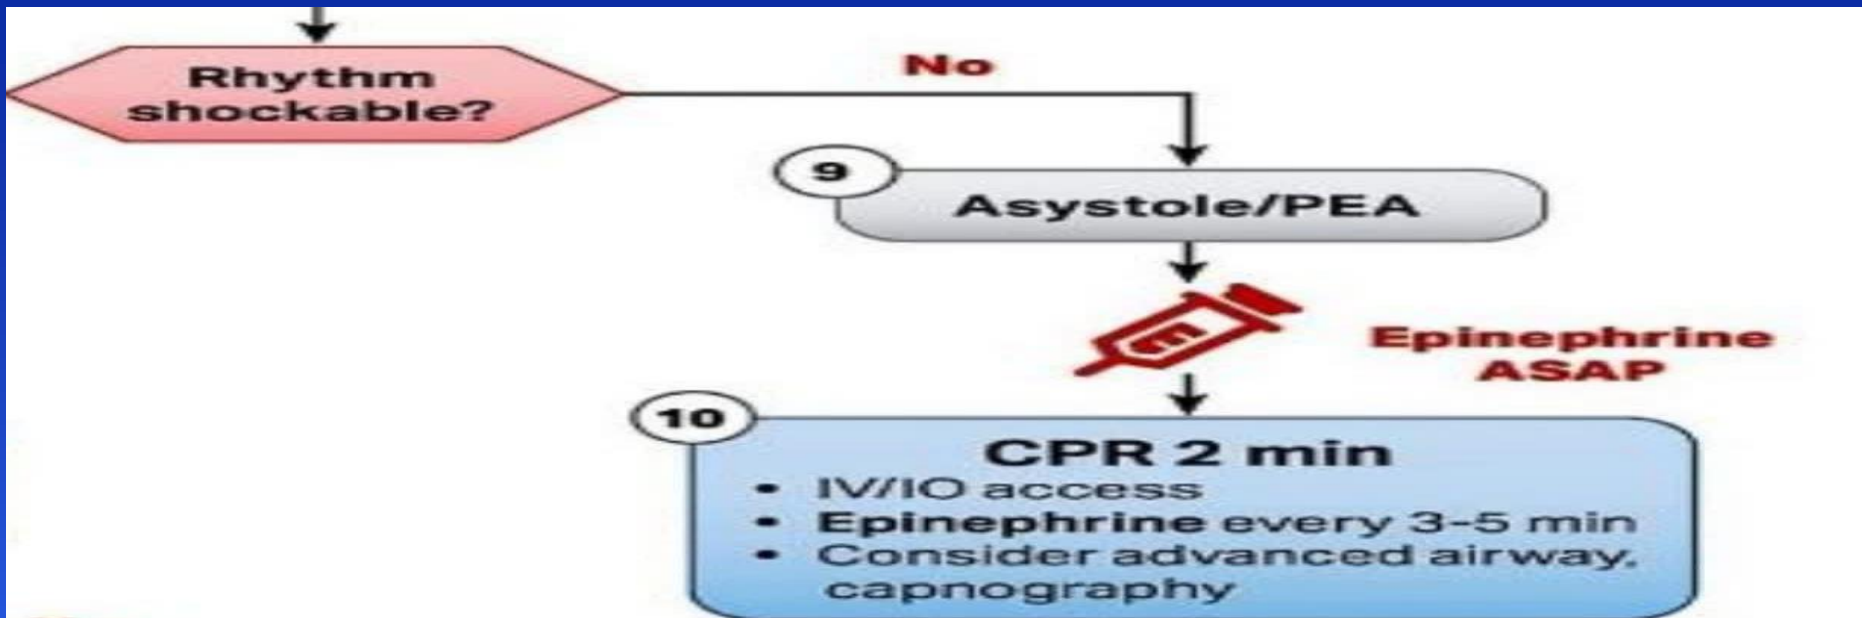 Rhythm
shockable?
No
9
Asystole/PEA
E
Epinephrine
ASAP
10
CPR 2 min
• IV/IO access
• Epinephrine every 3-5 min
• Consider advanced airway,
capnography